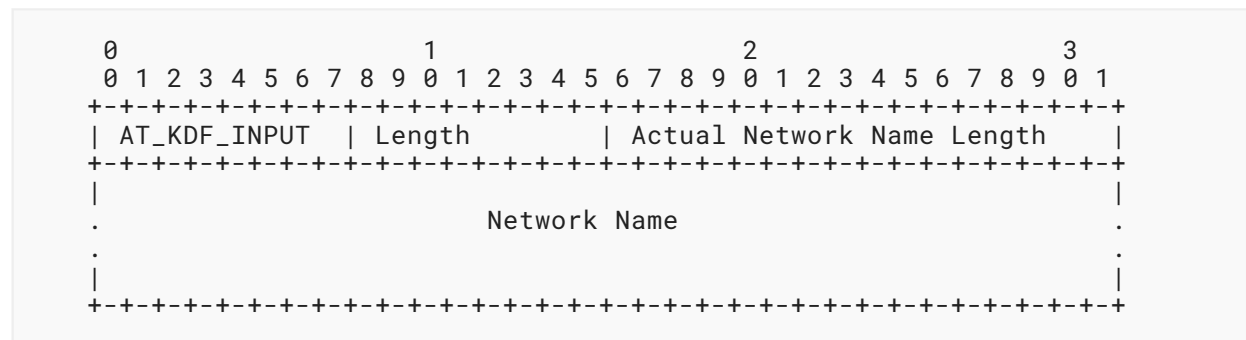 0                   1                   2                   3
 0 1 2 3 4 5 6 7 8 9 0 1 2 3 4 5 6 7 8 9 0 1 2 3 4 5 6 7 8 9 0 1
+-+-+-+-+-+-+-+-+-+-+-+-+-+-+-+-+-+-+-+-+-+-+-+-+-+-+-+-+-+-+-+-+
| AT_KDF_INPUT  | Length        | Actual Network Name Length    |
+-+-+-+-+-+-+-+-+-+-+-+-+-+-+-+-+-+-+-+-+-+-+-+-+-+-+-+-+-+-+-+-+
|                                                               |
.                        Network Name                           .
.                                                               .
|                                                               |
+-+-+-+-+-+-+-+-+-+-+-+-+-+-+-+-+-+-+-+-+-+-+-+-+-+-+-+-+-+-+-+-+